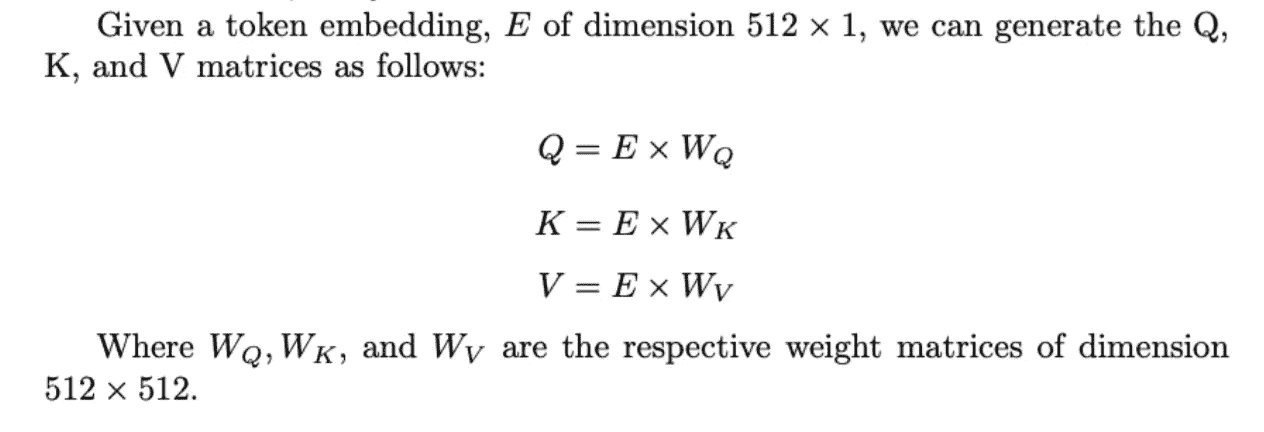 Given a token embedding, E of dimension 512 × 1, we can generate the Q,
K, and V matrices as follows:
Q = E × W_Q
K = E × W_K
V = E × W_V
Where W_Q, W_K, and W_V are the respective weight matrices of dimension
512 × 512.